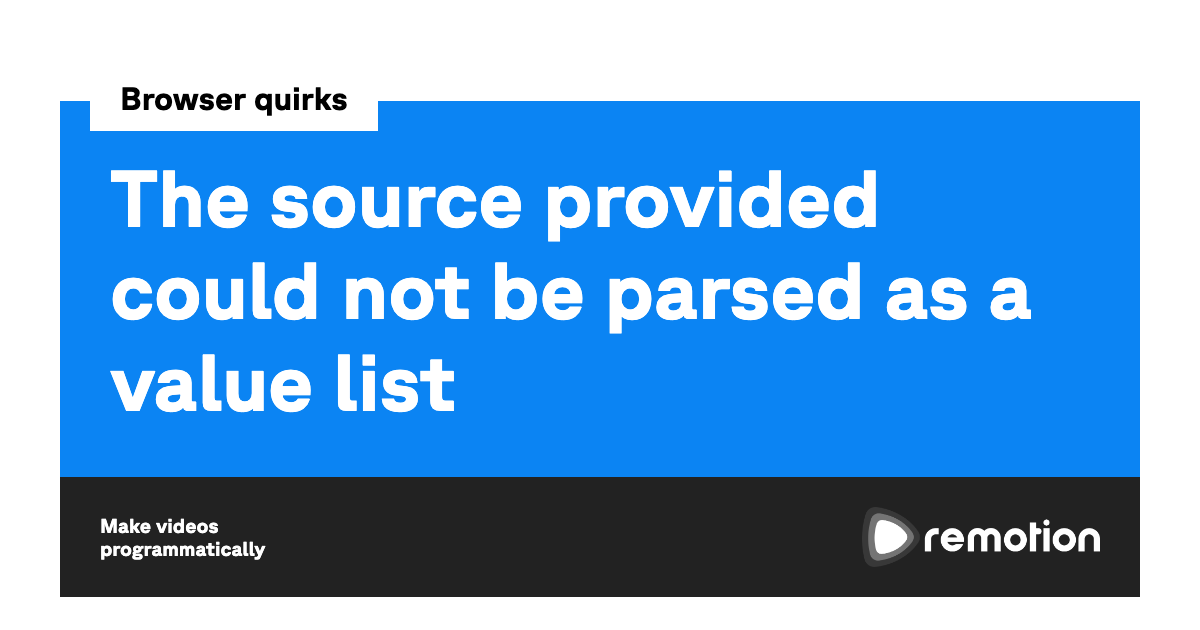 Browser quirks
The source provided
could not be parsed as a
value list
Make videos
programmatically
remotion